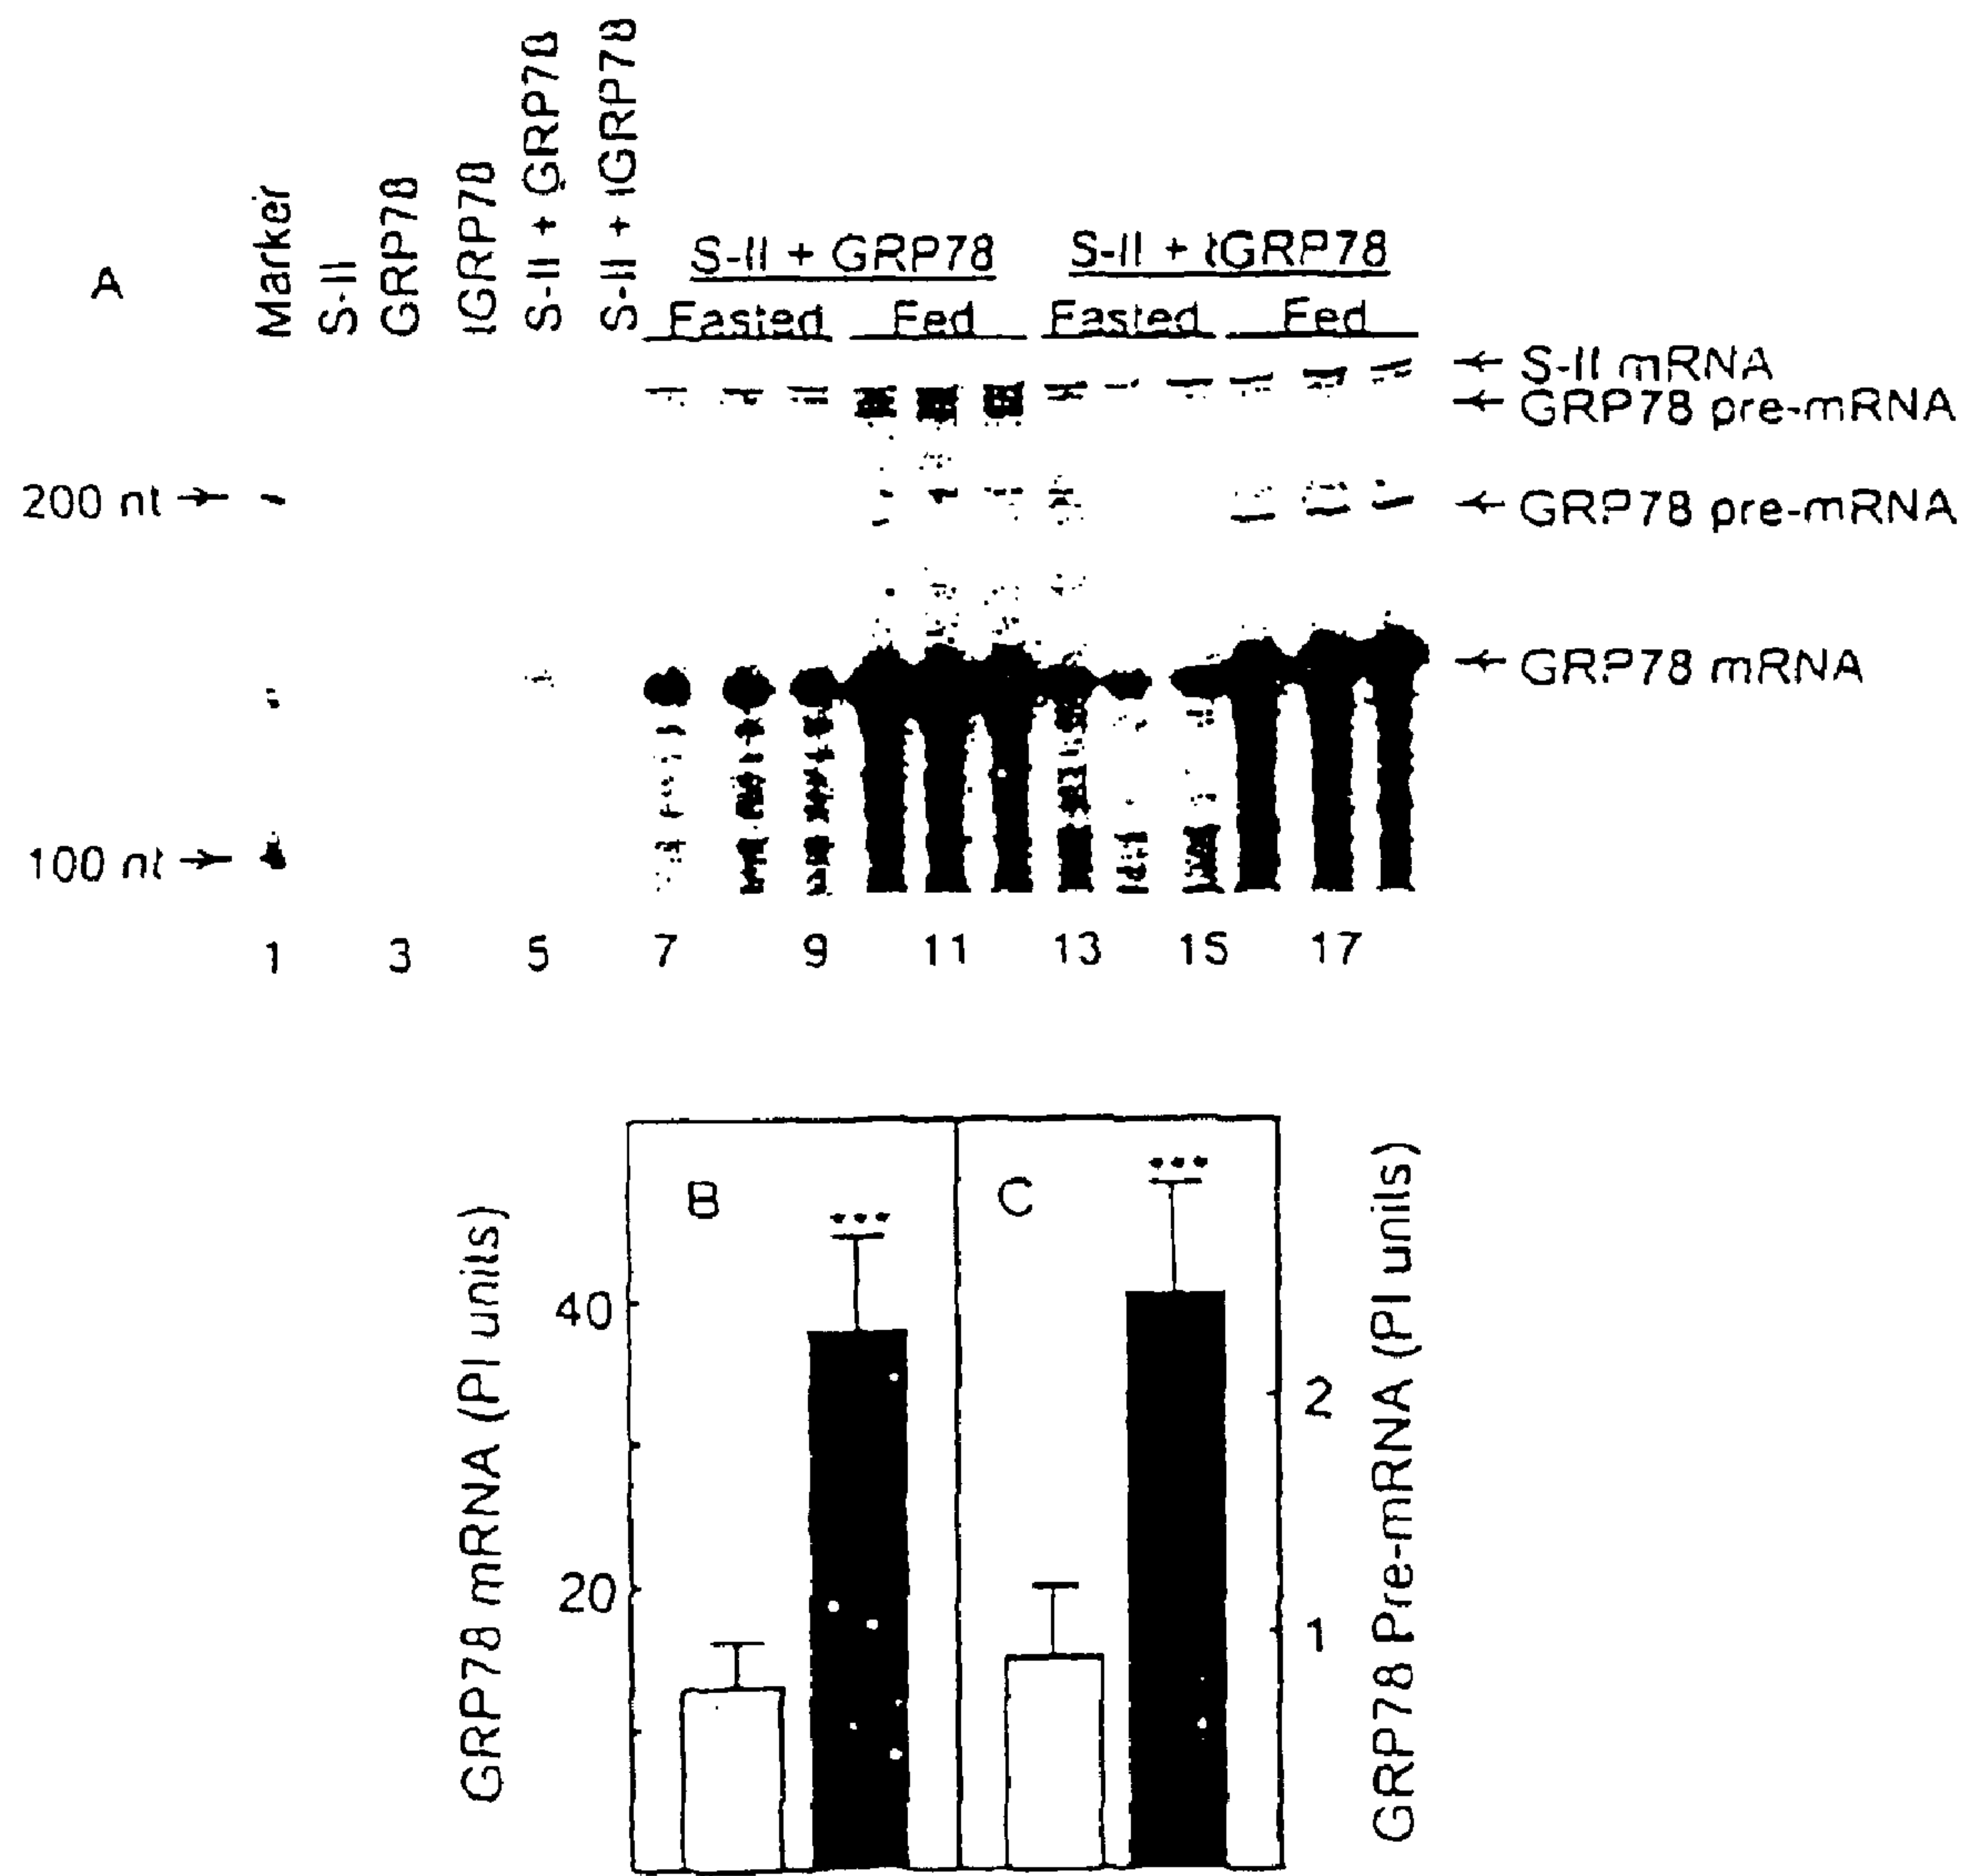 A
Marker
S-II
GRP78
tGRP78
S-II + GRP78
S-II + tGRP78
S-II + GRP78
S-II + tGRP78
Fasted
Fed
Fasted
Fed
S-II mRNA
GRP78 pre-mRNA
200 nt
GRP78 pre-mRNA
GRP78 mRNA
100 nt
1 3 5 7 9 11 13 15 17
B
C
GRP78 mRNA (PI units)
40
20
2
1
GRP78 Pre-mRNA (PI units)